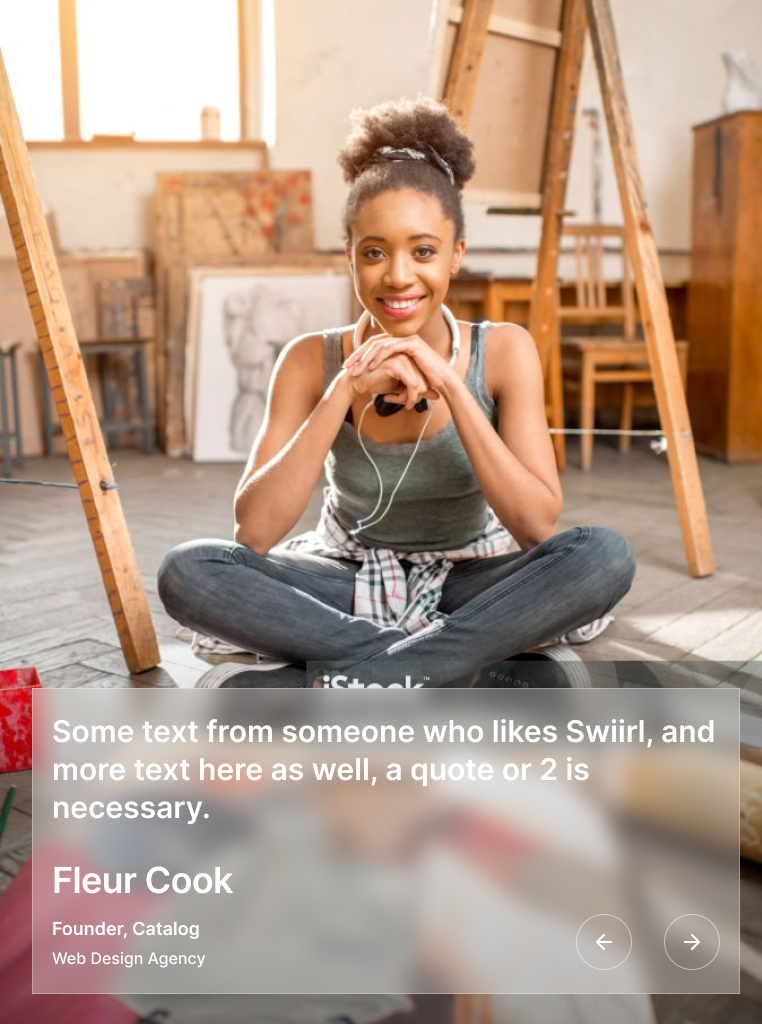 iStock™
Some text from someone who likes Swiirl, and
more text here as well, a quote or 2 is
necessary.
Fleur Cook
Founder, Catalog
Web Design Agency